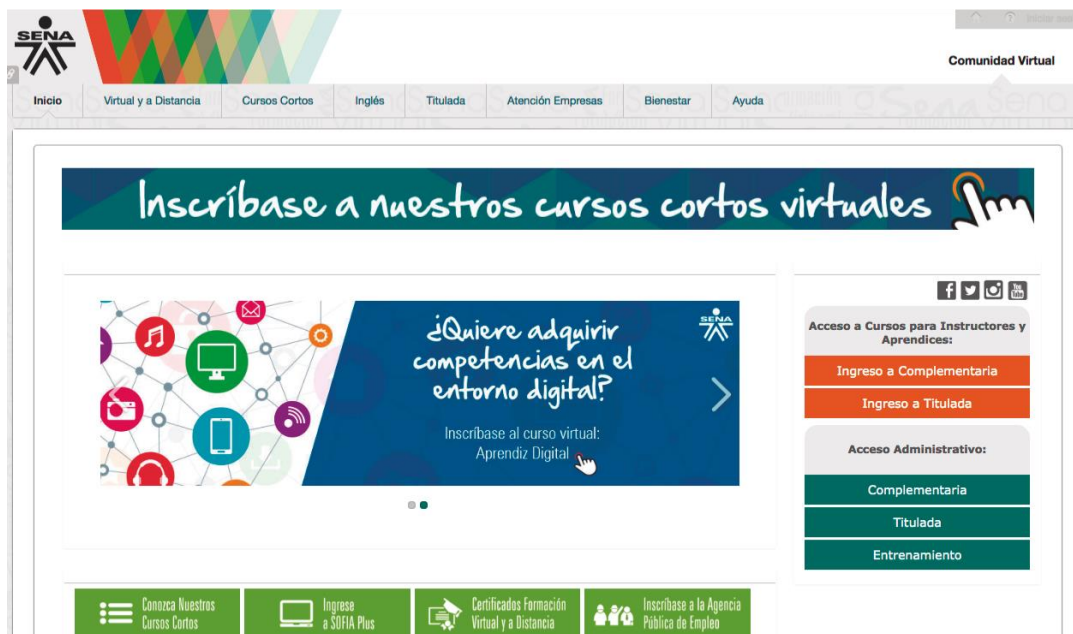 SENA
Iniciar
Comunidad Virtual
Inicio
Virtual y a Distancia
Cursos Cortos
Inglés
Titulada
Atención Empresas
Bienestar
Ayuda
Inscríbase a nuestros cursos cortos virtuales
¿Quiere adquirir
competencias en el
entorno digital?
Inscríbase al curso virtual:
Aprendiz Digital
SENA
You
Tube
Acceso a Cursos para Instructores y
Aprendices:
Ingreso a Complementaria
Ingreso a Titulada
Acceso Administrativo:
Complementaria
Titulada
Entrenamiento
Conozca Nuestros
Cursos Cortos
Ingrese
a SOFIA Plus
Certificados Formación
Virtual y a Distancia
Inscríbase a la Agencia
Pública de Empleo